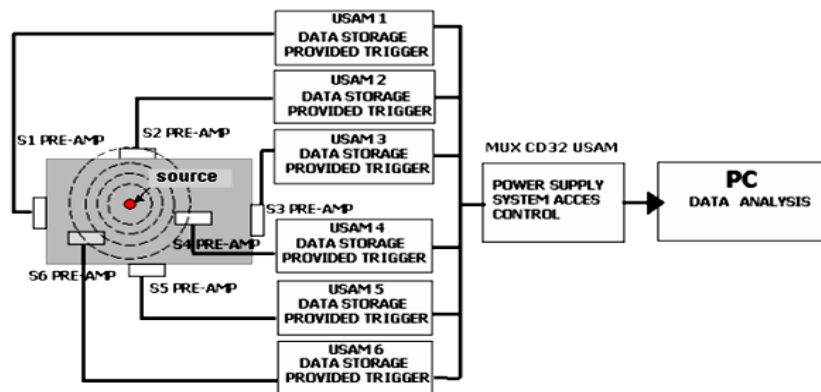 USAM 1
DATA STORAGE
PROVIDED TRIGGER
USAM 2
DATA STORAGE
PROVIDED TRIGGER
S2 PRE-AMP
S1 PRE-AMP
USAM 3
DATA STORAGE
PROVIDED TRIGGER
MUX CD32 USAM
source
POWER SUPPLY
SYSTEM ACCES
CONTROL
PC
DATA ANALYSIS
S3 PRE-AMP
S4 PRE-AMP
USAM 4
DATA STORAGE
PROVIDED TRIGGER
S6 PRE-AMP
S5 PRE-AMP
USAM 5
DATA STORAGE
PROVIDED TRIGGER
USAM 6
DATA STORAGE
PROVIDED TRIGGER